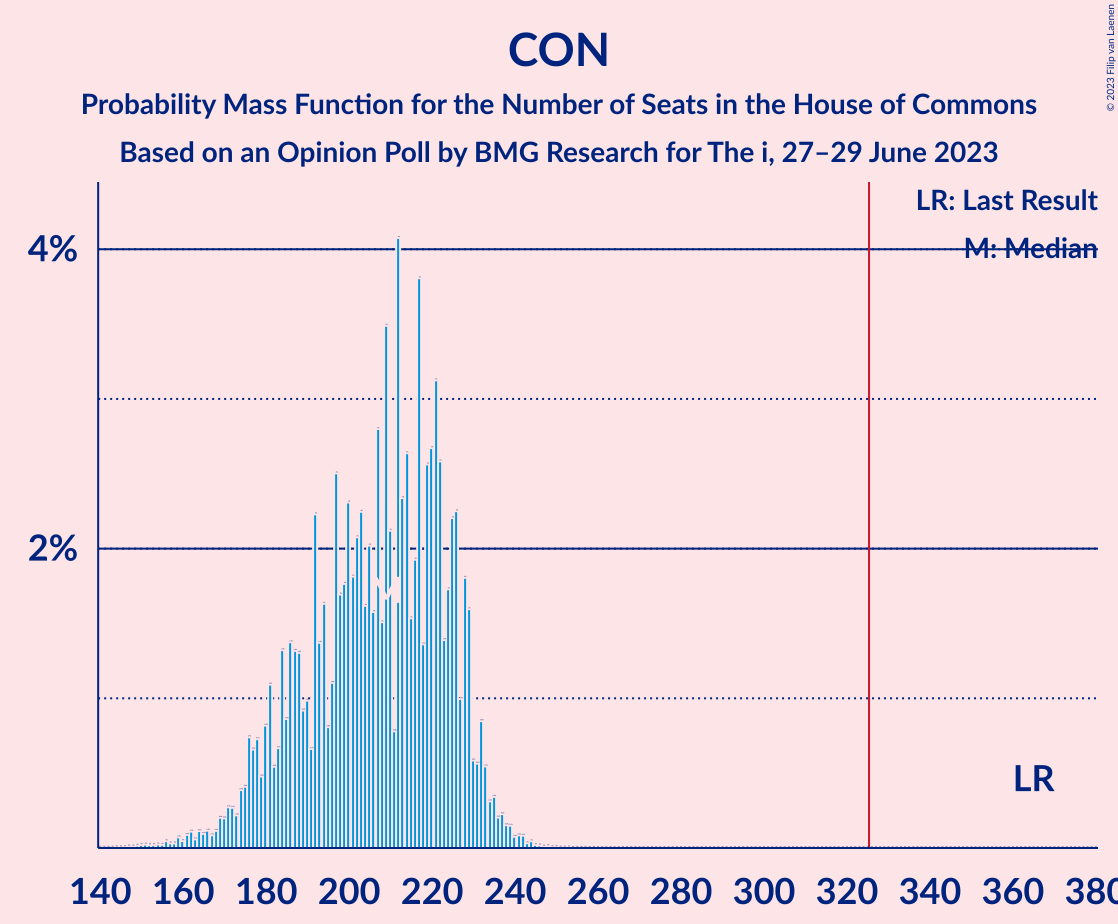 CON
Probability Mass Function for the Number of Seats in the House of Commons
Based on an Opinion Poll by BMG Research for The i, 27–29 June 2023
© 2023 Filip van Laenen
LR: Last Result
M: Median
4%
2%
LR
140 160 180 200 220 240 260 280 300 320 340 360 380